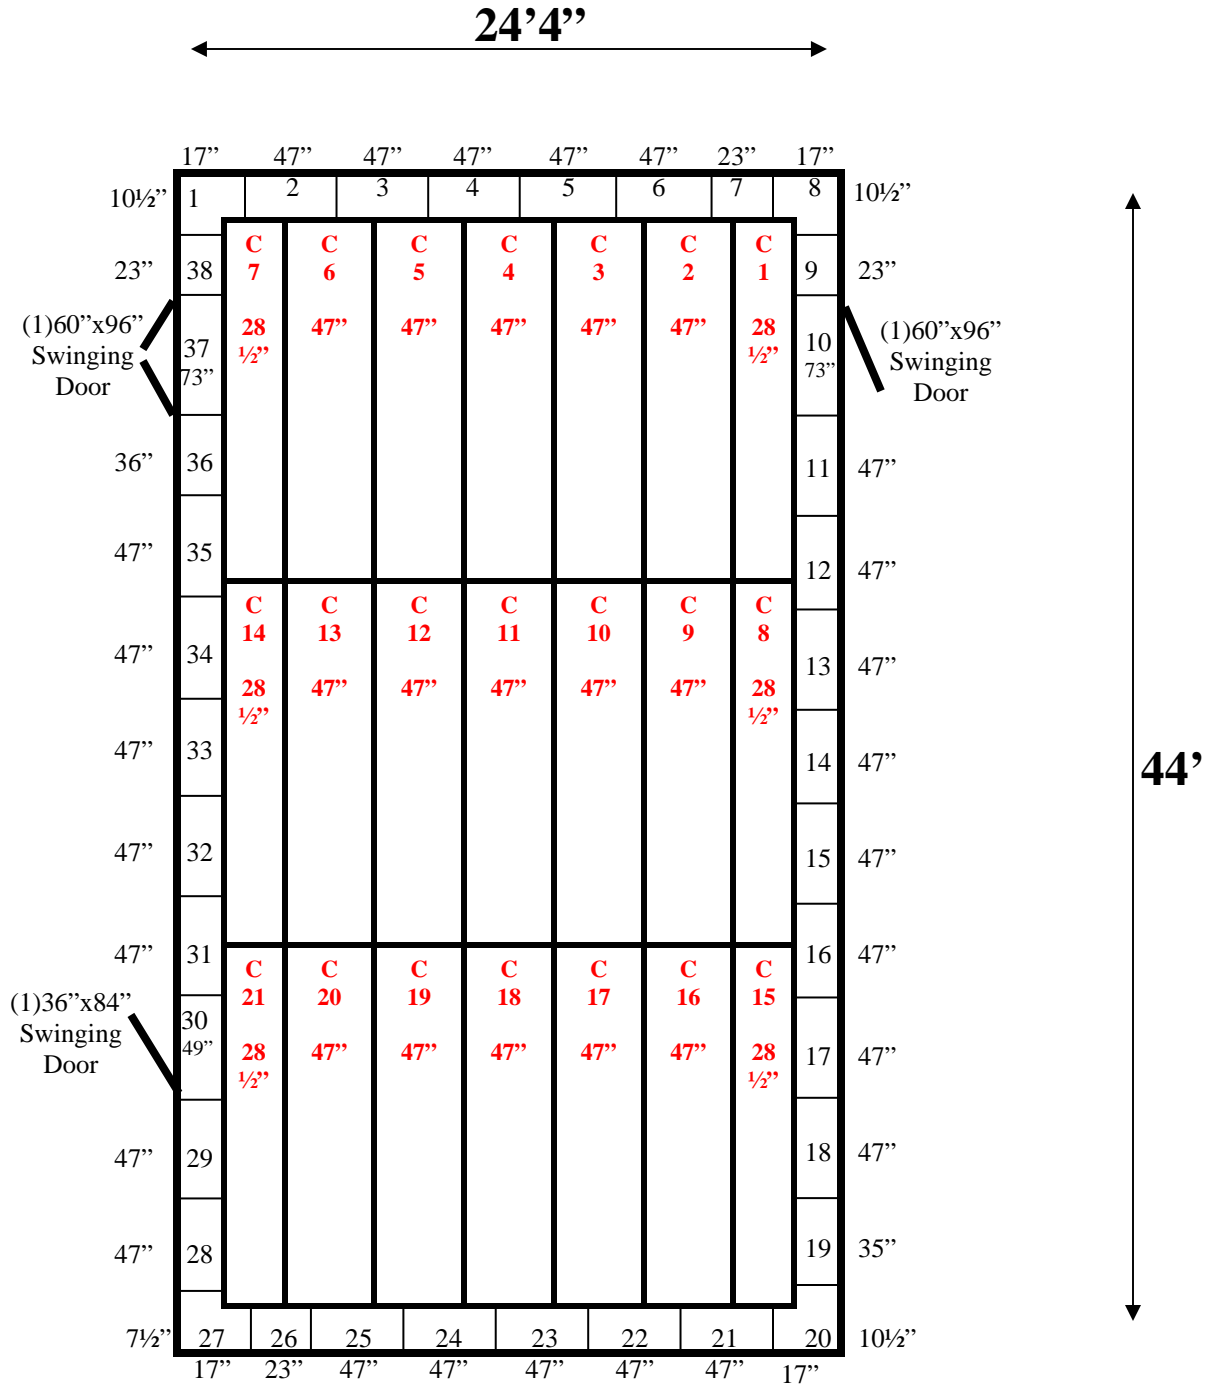 24’4”
17” 47” 47” 47” 47” 47” 23” 17”
10½” 1 2 3 4 5 6 7 8 10½”
C C C C C C C
23” 38 7 6 5 4 3 2 1 9 23”
(1)60”x96” 28 47” 47” 47” 47” 47” 28 (1)60”x96”
Swinging 37 ½” ½” 10 Swinging
Door 73” 73” Door
36” 36 11 47”
47” 35 12 47”
C C C C C C C
14 13 12 11 10 9 8
47” 34 13 47”
28 47” 47” 47” 47” 47” 28
½” ½”
47” 33 14 47”
44’
47” 32 15 47”
47” 31 16 47”
C C C C C C C
(1)36”x84” 21 20 19 18 17 16 15
Swinging 30 28 47” 47” 47” 47” 47” 28 17 47”
Door 49” ½” ½”
47” 29 18 47”
47” 28 19 35”
7½” 27 26 25 24 23 22 21 20 10½”
17” 23” 47” 47” 47” 47” 47” 17”